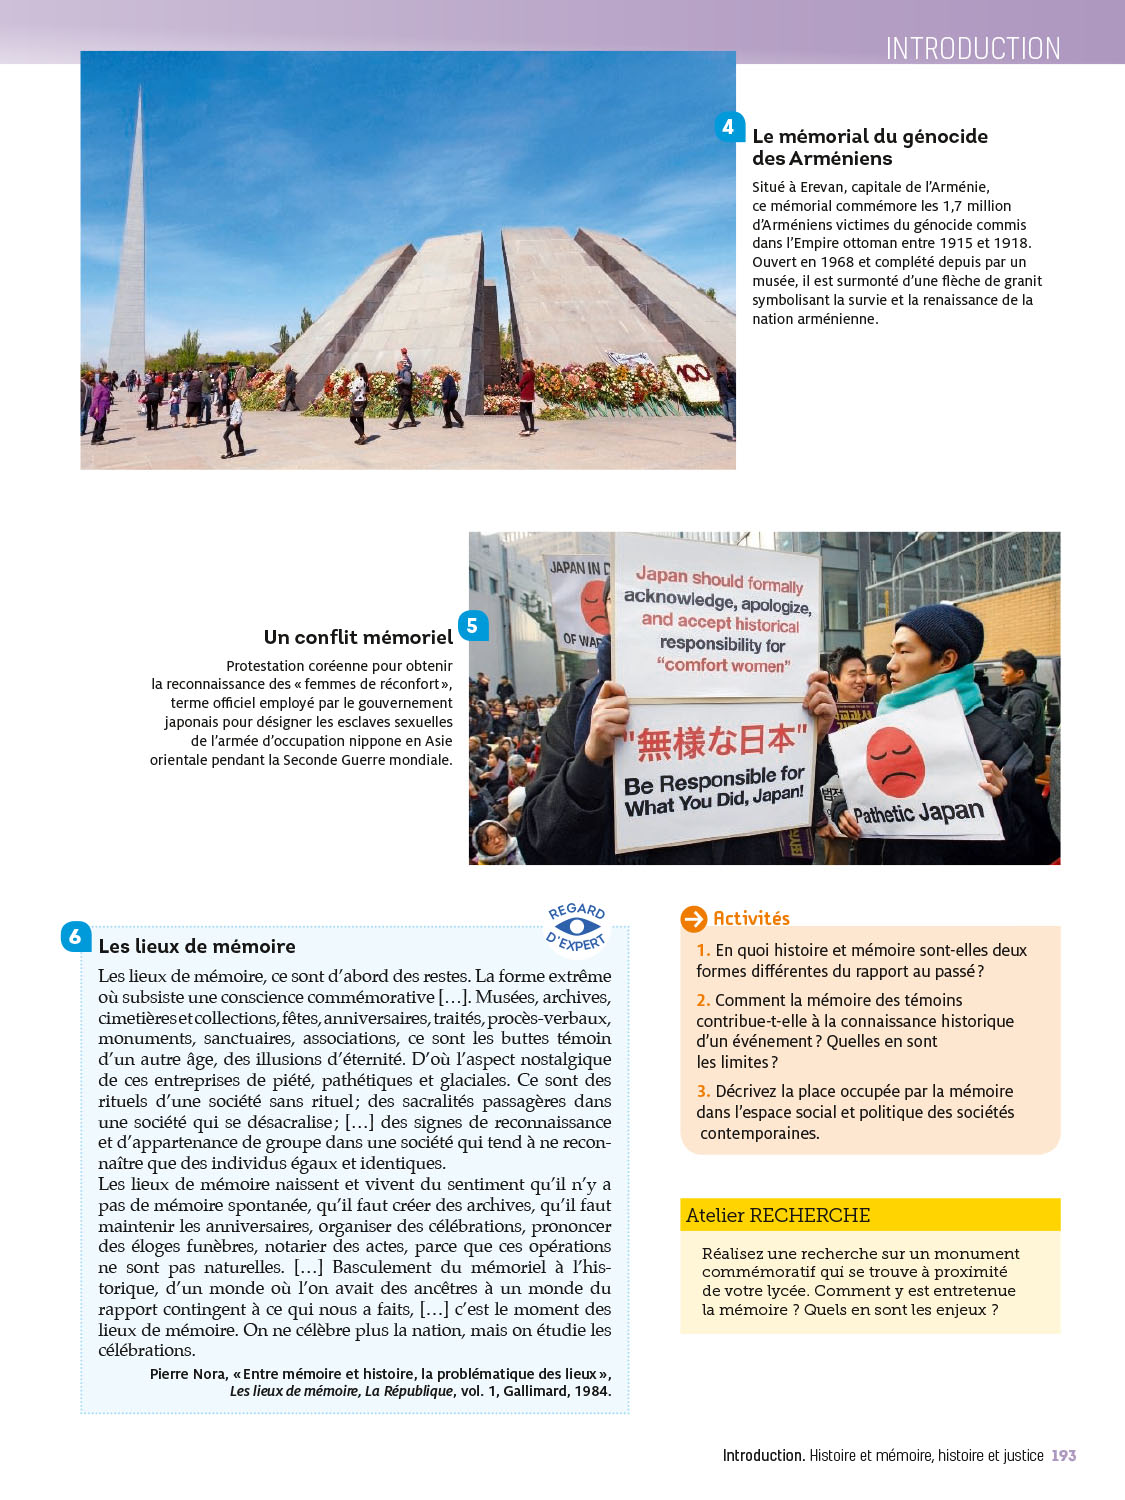 INTRODUCTION
4
Le mémorial du génocide
des Arméniens
Situé à Erevan, capitale de l'Arménie,
ce mémorial commémore les 1,7 million
d'Arméniens victimes du génocide commis
dans l'Empire ottoman entre 1915 et 1918.
Ouvert en 1968 et complété depuis par un
musée, il est surmonté d'une flèche de granit
symbolisant la survie et la renaissance de la
nation arménienne.
100
5
Un conflit mémoriel
Protestation coréenne pour obtenir
la reconnaissance des « femmes de réconfort »,
terme officiel employé par le gouvernement
japonais pour désigner les esclaves sexuelles
de l'armée d'occupation nippone en Asie
orientale pendant la Seconde Guerre mondiale.
JAPAN IN D
OF WAR
Japan should formally
acknowledge, apologize,
and accept historical
responsibility for
"comfort women"
"無様な日本"
Be Responsible for
What You Did, Japan!
Pathetic Japan
6
Les lieux de mémoire
REGARD
D'EXPERT
Les lieux de mémoire, ce sont d'abord des restes. La forme extrême
où subsiste une conscience commémorative […]. Musées, archives,
cimetières et collections, fêtes, anniversaires, traités, procès-verbaux,
monuments, sanctuaires, associations, ce sont les buttes témoin
d'un autre âge, des illusions d'éternité. D'où l'aspect nostalgique
de ces entreprises de piété, pathétiques et glaciales. Ce sont des
rituels d'une société sans rituel ; des sacralités passagères dans
une société qui se désacralise ; […] des signes de reconnaissance
et d'appartenance de groupe dans une société qui tend à ne recon-
naître que des individus égaux et identiques.
Les lieux de mémoire naissent et vivent du sentiment qu'il n'y a
pas de mémoire spontanée, qu'il faut créer des archives, qu'il faut
maintenir les anniversaires, organiser des célébrations, prononcer
des éloges funèbres, notarier des actes, parce que ces opérations
ne sont pas naturelles. […] Basculement du mémoriel à l'his-
torique, d'un monde où l'on avait des ancêtres à un monde du
rapport contingent à ce qui nous a faits, […] c'est le moment des
lieux de mémoire. On ne célèbre plus la nation, mais on étudie les
célébrations.
Pierre Nora, « Entre mémoire et histoire, la problématique des lieux »,
Les lieux de mémoire, La République, vol. 1, Gallimard, 1984.
Activités
1. En quoi histoire et mémoire sont-elles deux
formes différentes du rapport au passé ?
2. Comment la mémoire des témoins
contribue-t-elle à la connaissance historique
d'un événement ? Quelles en sont
les limites ?
3. Décrivez la place occupée par la mémoire
dans l'espace social et politique des sociétés
contemporaines.
Atelier RECHERCHE
Réalisez une recherche sur un monument
commémoratif qui se trouve à proximité
de votre lycée. Comment y est entretenue
la mémoire ? Quels en sont les enjeux ?
Introduction. Histoire et mémoire, histoire et justice 193